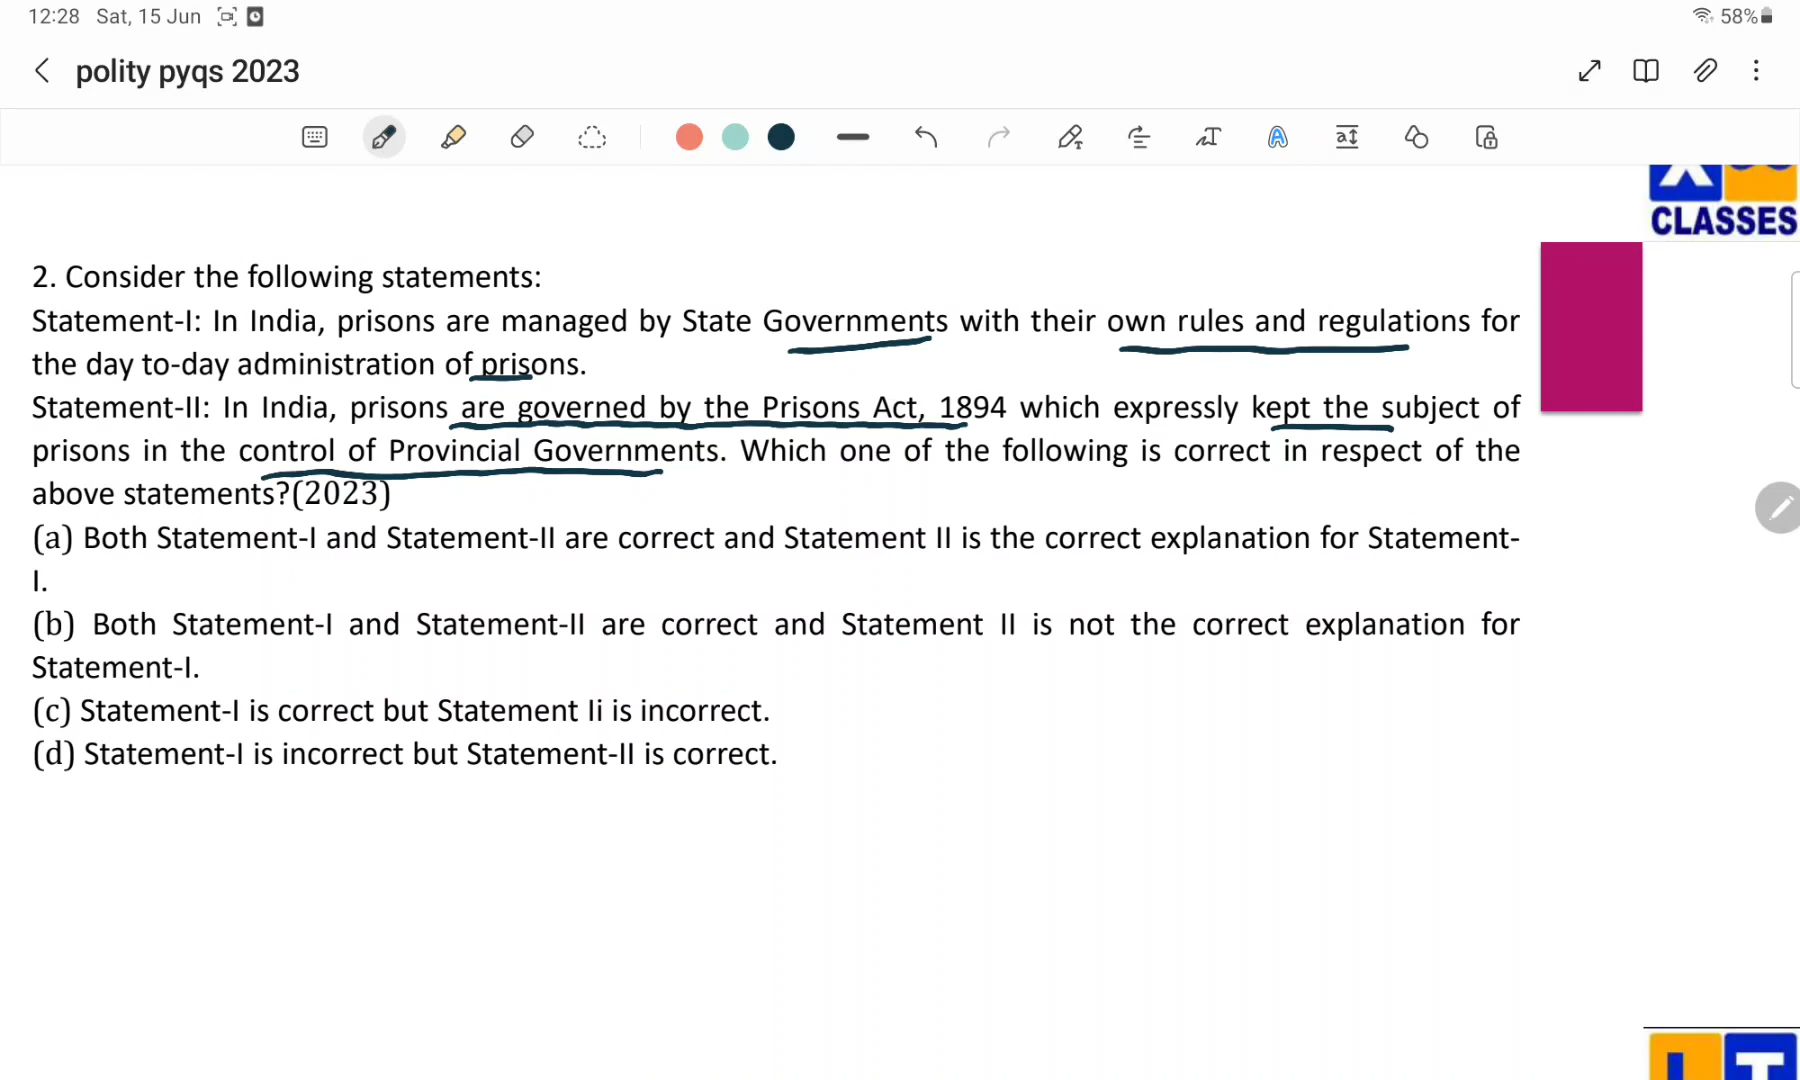 12:28 Sat, 15 Jun
58%
polity pyqs 2023
CLASSES
2. Consider the following statements:
Statement-I: In India, prisons are managed by State Governments with their own rules and regulations for
the day to-day administration of prisons.
Statement-II: In India, prisons are governed by the Prisons Act, 1894 which expressly kept the subject of
prisons in the control of Provincial Governments. Which one of the following is correct in respect of the
above statements?(2023)
(a) Both Statement-I and Statement-II are correct and Statement II is the correct explanation for Statement-
I.
(b) Both Statement-I and Statement-II are correct and Statement II is not the correct explanation for
Statement-I.
(c) Statement-I is correct but Statement Ii is incorrect.
(d) Statement-I is incorrect but Statement-II is correct.